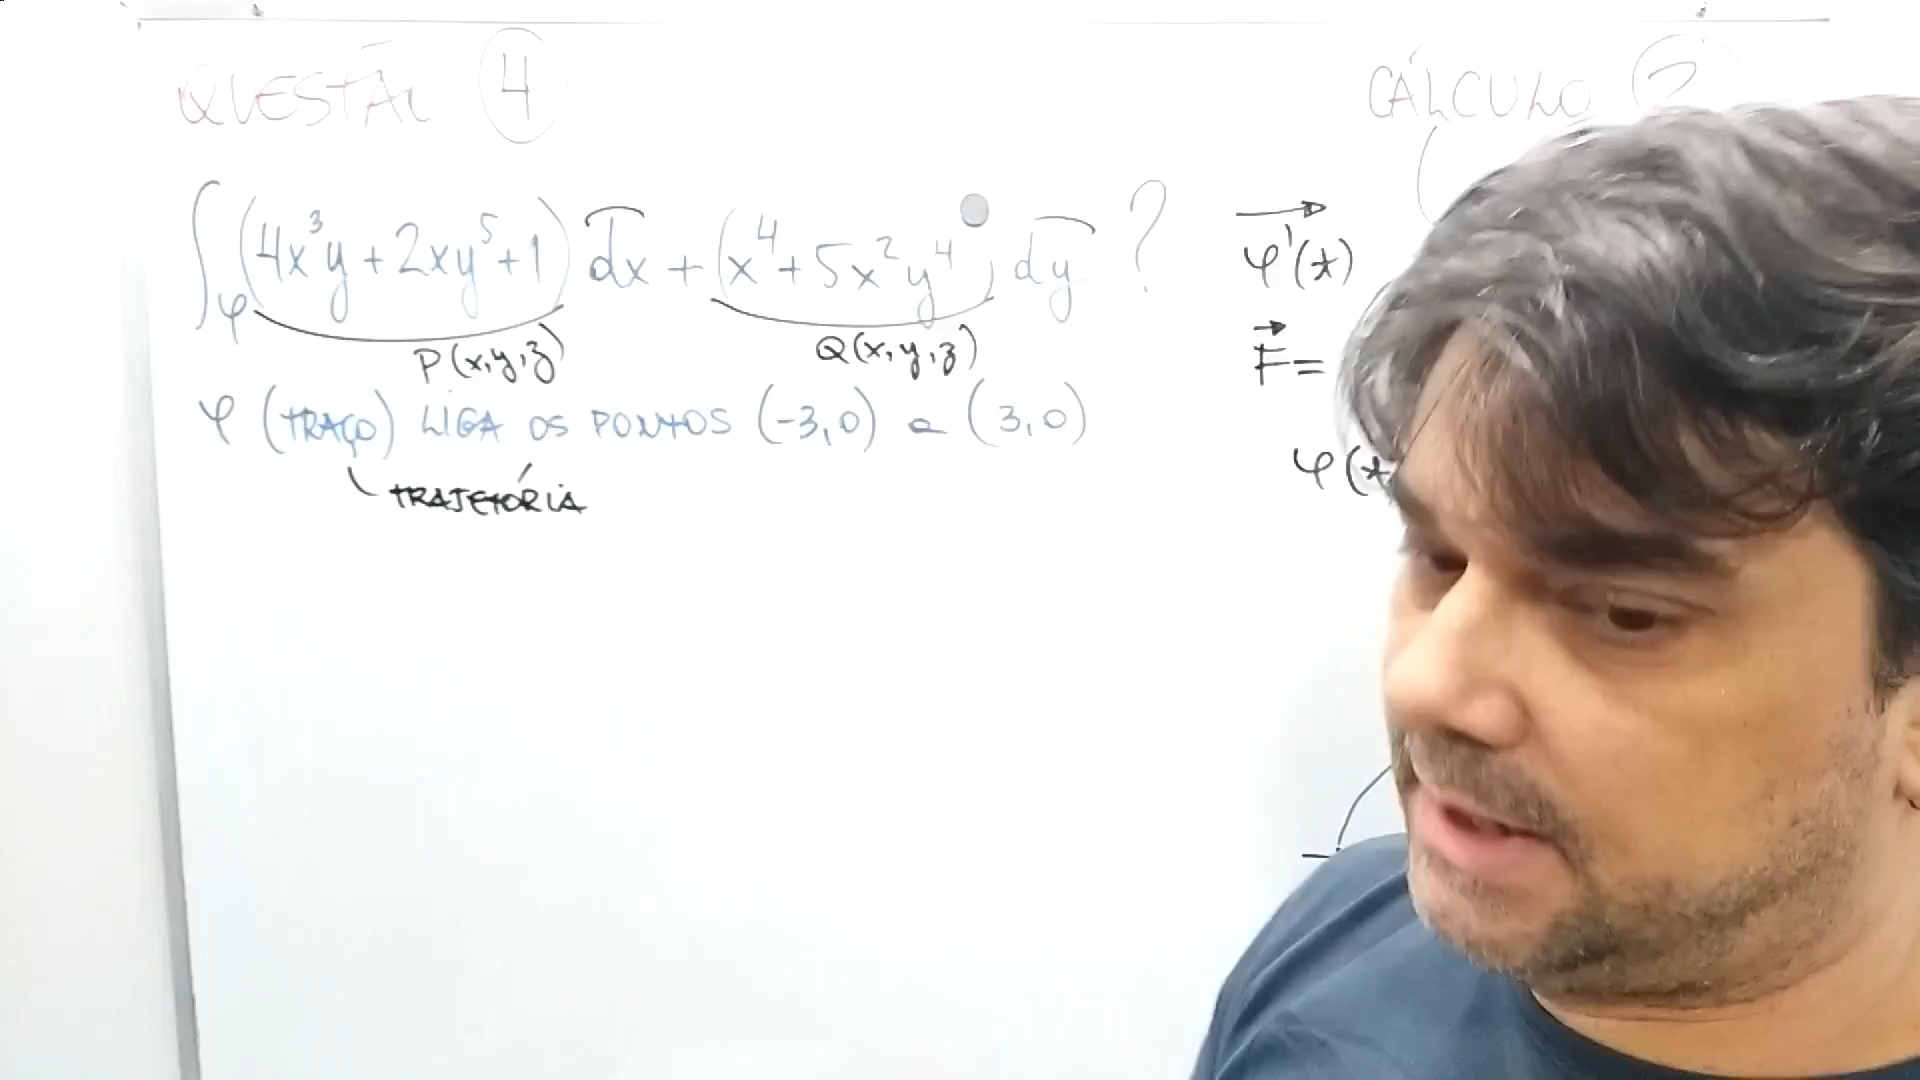 QUESTÃO 4
CÁLCULO 2
∫φ (4x³y + 2xy⁵ + 1) dx + (x⁴ + 5x²y⁴) dy ?
P(x,y,z) Q(x,y,z)
φ (TRAÇO) LIGA OS PONTOS (-3,0) a (3,0)
TRAJETÓRIA
φ'(t)
F =
φ(t